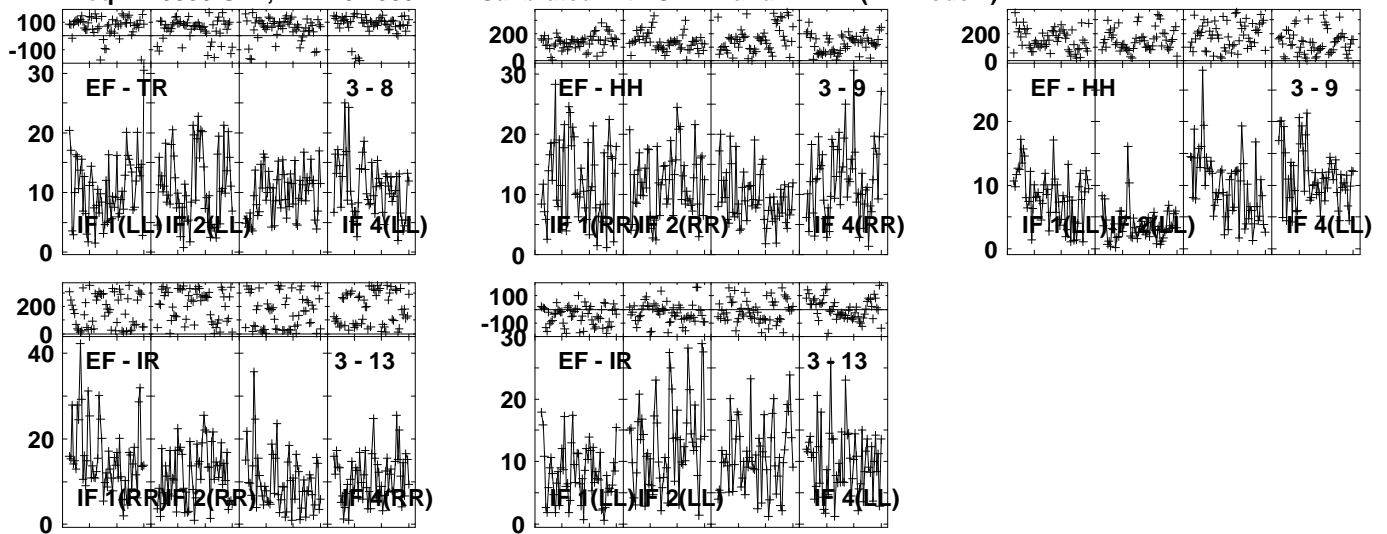 100
-100
30
20
10
0
EF - TR
3 - 8
IF 1(LL)
IF 2(LL)
IF 4(LL)
200
0
30
20
10
0
EF - HH
3 - 9
IF 1(RR)
IF 2(RR)
IF 4(RR)
200
0
20
10
0
EF - HH
3 - 9
IF 1(LL)
IF 2(LL)
IF 4(LL)
200
0
40
20
0
EF - IR
3 - 13
IF 1(RR)
IF 2(RR)
IF 4(RR)
100
-100
30
20
10
0
EF - IR
3 - 13
IF 1(LL)
IF 2(LL)
IF 4(LL)